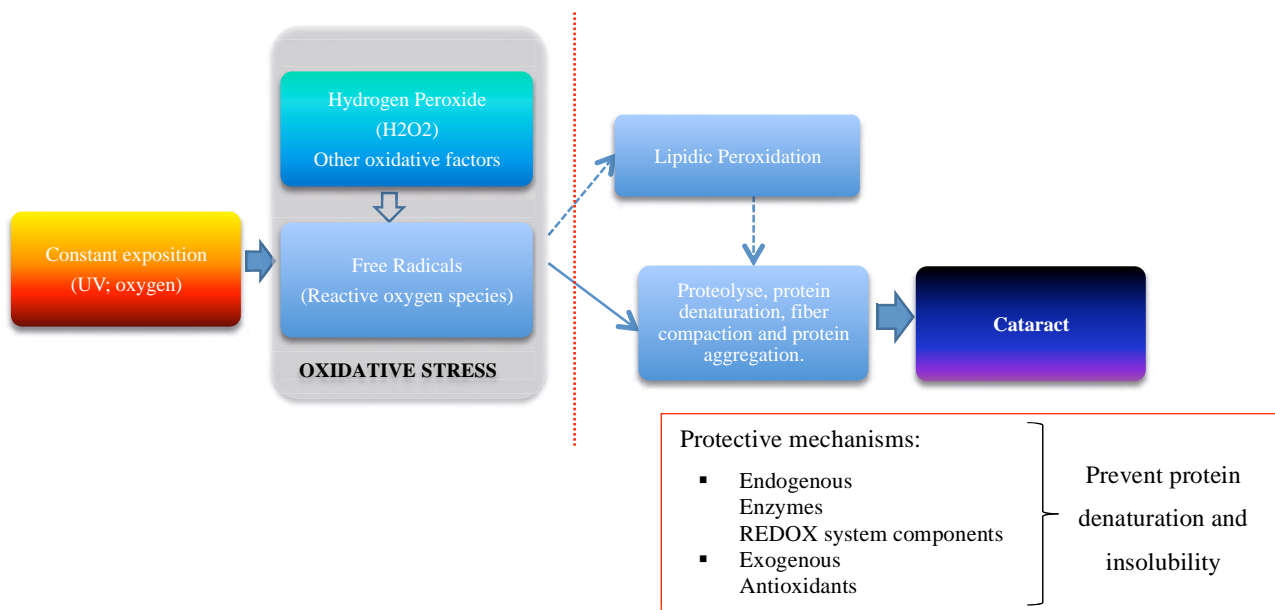 Hydrogen Peroxide
(H2O2)
Other oxidative factors
Lipidic Peroxidation
Constant exposition
(UV; oxygen)
Free Radicals
(Reactive oxygen species)
Proteolyse, protein
denaturation, fiber
compaction and protein
aggregation.
Cataract
OXIDATIVE STRESS
Protective mechanisms:
▪ Endogenous
Enzymes
REDOX system components
▪ Exogenous
Antioxidants
Prevent protein
denaturation and
insolubility